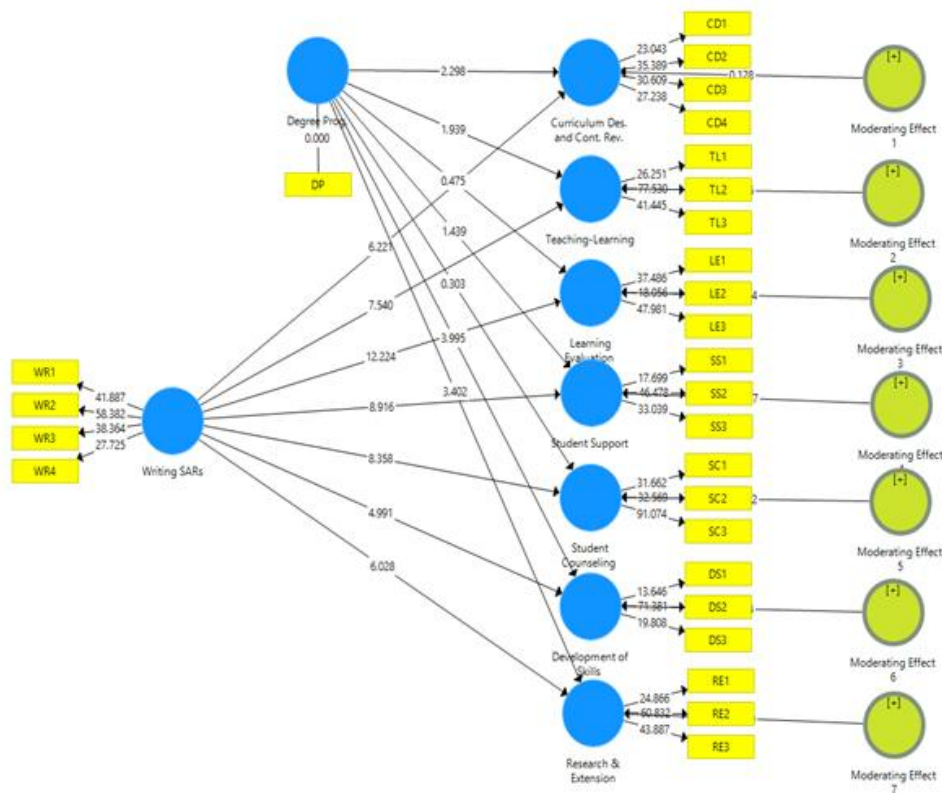 CD1
23.043
CD2
35.389
30.609
CD3
27.238
CD4
[+]
Moderating Effect
1
2.298
Degree Prog.
0.000
DP
Curriculum Des.
and Cont. Rev.
1.939
TL1
26.251
TL2
77.530
41.445
TL3
[+]
Moderating Effect
2
0.475
Teaching-Learning
1.439
6.221
0.303
7.540
LE1
37.486
18.056
LE2
47.981
LE3
4
Moderating Effect
3
12.224
3.995
Learning
Evaluation
3.402
SS1
17.699
46.478
SS2
33.039
SS3
7
[+]
Moderating Effect
WR1
41.887
WR2
58.382
WR3
38.364
27.725
WR4
Writing SARs
8.916
Student Support
8.358
SC1
31.662
32.569
SC2
91.074
SC3
2
[+]
Moderating Effect
5
4.991
Student
Counseling
6.028
DS1
13.646
71.381
DS2
19.808
DS3
[+]
Moderating Effect
6
Development of
Skills
RE1
24.866
60.832
RE2
43.887
RE3
[+]
Moderating Effect
7
Research &
Extension